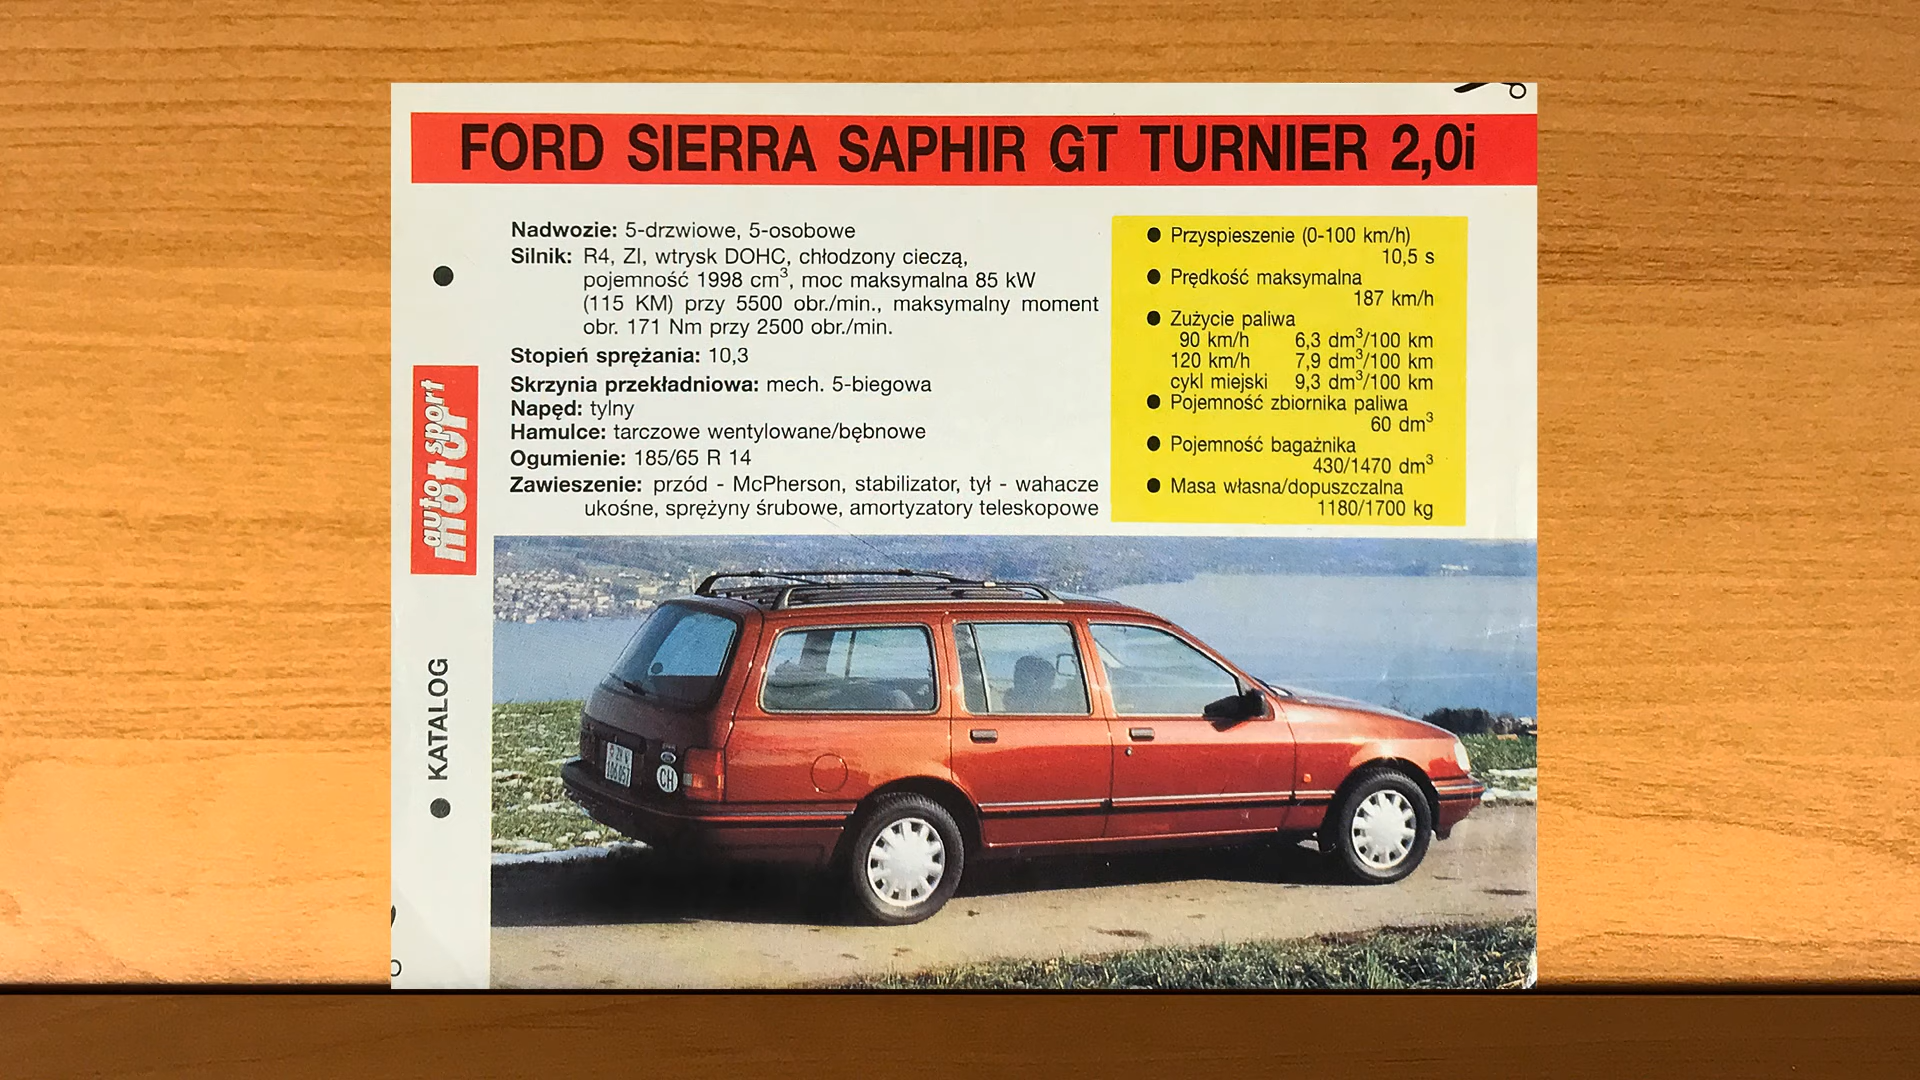 FORD SIERRA SAPHIR GT TURNIER 2,0i
Nadwozie: 5-drzwiowe, 5-osobowe
Silnik: R4, ZI, wtrysk DOHC, chłodzony cieczą,
pojemność 1998 cm³, moc maksymalna 85 kW
(115 KM) przy 5500 obr./min., maksymalny moment
obr. 171 Nm przy 2500 obr./min.
Stopień sprężania: 10,3
Skrzynia przekładniowa: mech. 5-biegowa
Napęd: tylny
Hamulce: tarczowe wentylowane/bębnowe
Ogumienie: 185/65 R 14
Zawieszenie: przód - McPherson, stabilizator, tył - wahacze
ukośne, sprężyny śrubowe, amortyzatory teleskopowe
● Przyspieszenie (0-100 km/h)
10,5 s
● Prędkość maksymalna
187 km/h
● Zużycie paliwa
90 km/h 6,3 dm³/100 km
120 km/h 7,9 dm³/100 km
cykl miejski 9,3 dm³/100 km
● Pojemność zbiornika paliwa
60 dm³
● Pojemność bagażnika
430/1470 dm³
● Masa własna/dopuszczalna
1180/1700 kg
auto motor sport
● KATALOG
CH